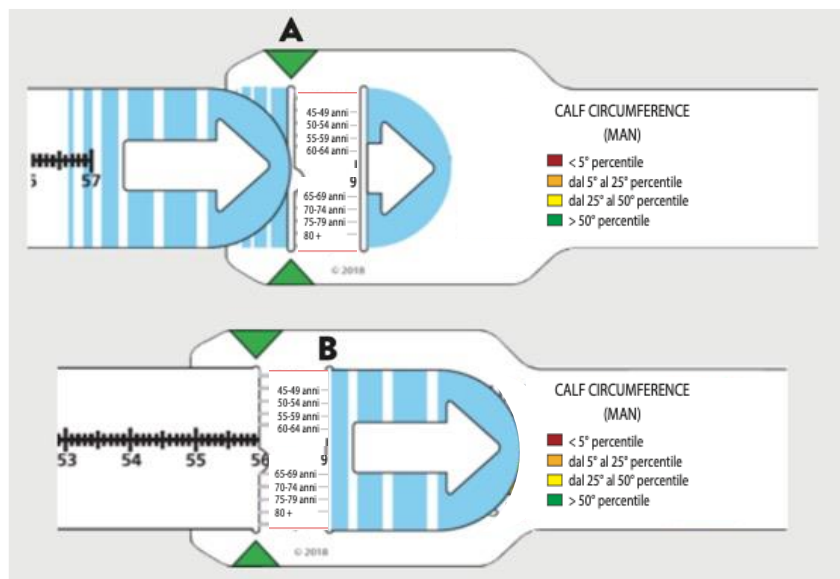 A
45-49 anni
50-54 anni
55-59 anni
60-64 anni
57
9
65-69 anni
70-74 anni
75-79 anni
80 +
© 2018
CALF CIRCUMFERENCE
(MAN)
< 5° percentile
dal 5° al 25° percentile
dal 25° al 50° percentile
> 50° percentile
B
45-49 anni
50-54 anni
55-59 anni
60-64 anni
53 54 55 56
9
65-69 anni
70-74 anni
75-79 anni
80 +
© 2018
CALF CIRCUMFERENCE
(MAN)
< 5° percentile
dal 5° al 25° percentile
dal 25° al 50° percentile
> 50° percentile